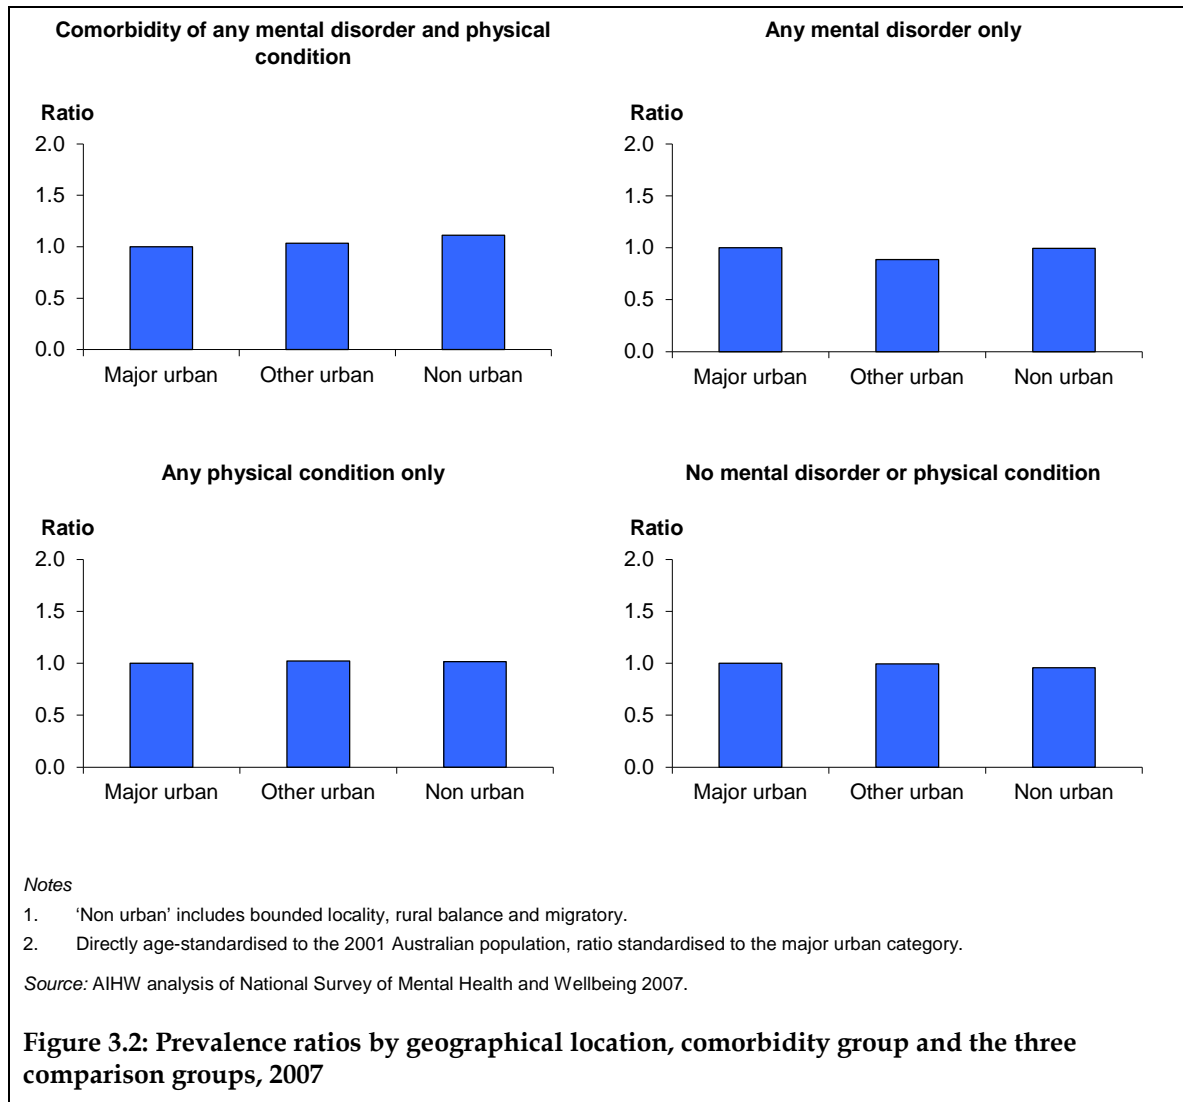 Comorbidity of any mental disorder and physical
condition
Ratio
2.0
1.5
1.0
0.5
0.0
Major urban Other urban Non urban
Any mental disorder only
Ratio
2.0
1.5
1.0
0.5
0.0
Major urban Other urban Non urban
Any physical condition only
Ratio
2.0
1.5
1.0
0.5
0.0
Major urban Other urban Non urban
No mental disorder or physical condition
Ratio
2.0
1.5
1.0
0.5
0.0
Major urban Other urban Non urban
Notes
1. ‘Non urban’ includes bounded locality, rural balance and migratory.
2. Directly age-standardised to the 2001 Australian population, ratio standardised to the major urban category.
Source: AIHW analysis of National Survey of Mental Health and Wellbeing 2007.
Figure 3.2: Prevalence ratios by geographical location, comorbidity group and the three
comparison groups, 2007